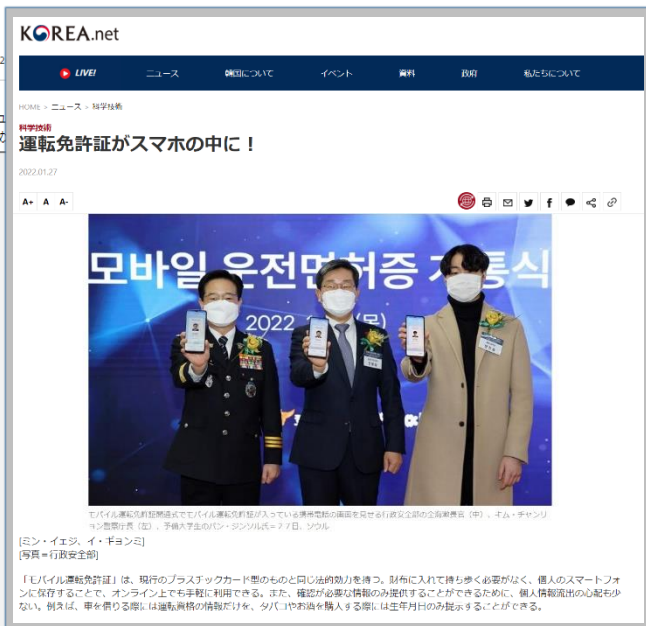 KOREA.net
LIVE! ニュース 韓国について イベント 資料 政府 私たちについて
HOME > ニュース > 科学技術
科学技術
運転免許証がスマホの中に！
2022.01.27
A+ A A-
모바일 운전면허증 개통식
2022 (목)
モバイル運転免許証開通式でモバイル運転免許証が入っている携帯電話の画面を見せる行政安全部の全海澈長官（中）、キム・チャンリ
ョン警察庁長（左）、予備大学生のバン・ジンソル氏＝２７日、ソウル
[ミン・イェジ、イ・ギョンミ]
[写真＝行政安全部]
「モバイル運転免許証」は、現行のプラスチックカード型のものと同じ法的効力を持つ。財布に入れて持ち歩く必要がなく、個人のスマートフォ
ンに保存することで、オンライン上でも手軽に利用できる。また、確認が必要な情報のみ提供することができるために、個人情報流出の心配も少
ない。例えば、車を借りる際には運転資格の情報だけを、タバコやお酒を購入する際には生年月日のみ提示することができる。